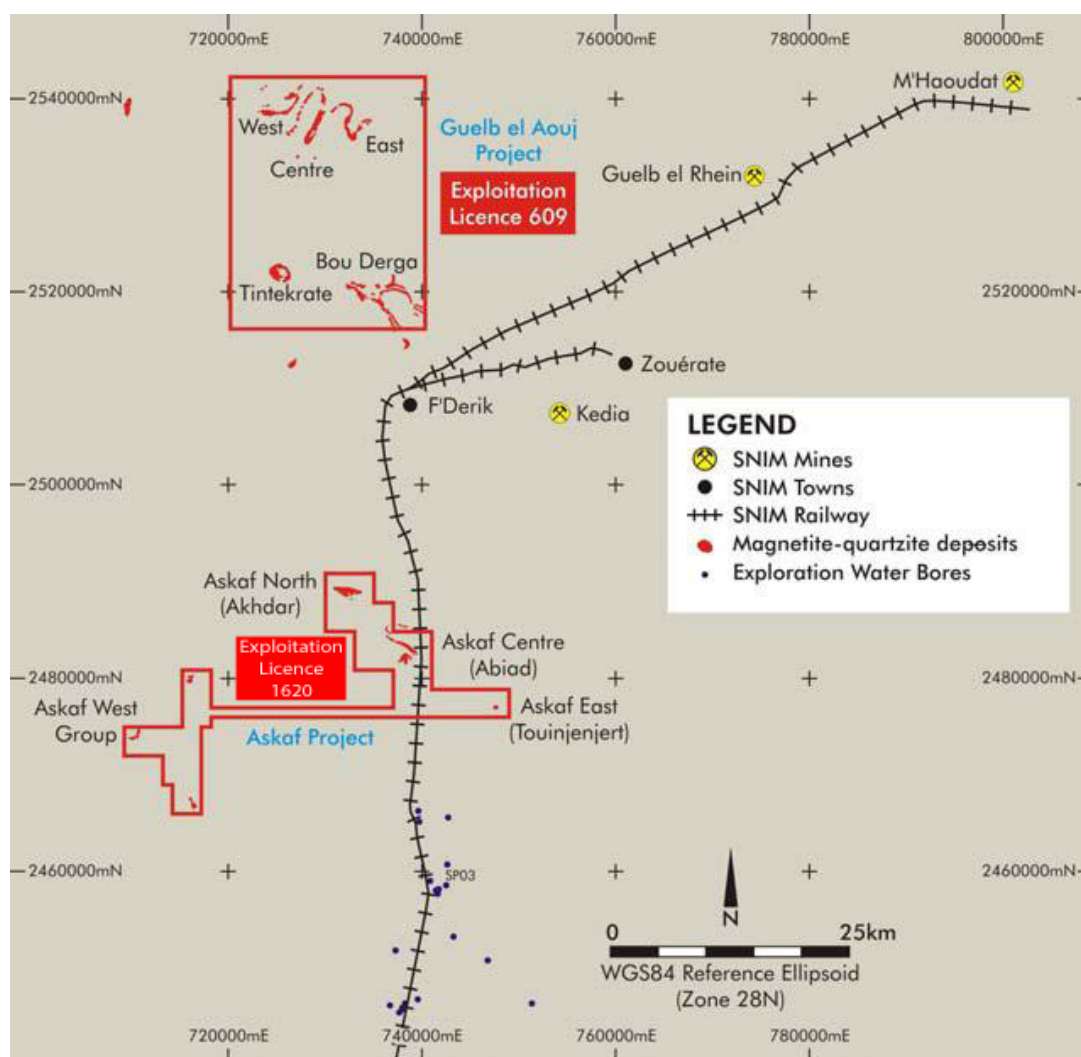 720000mE
740000mE
760000mE
780000mE
800000mE
M'Haoudat
2540000mN
2540000mN
West
East
Centre
Guelb el Aouj
Project
Exploitation
Licence 609
Guelb el Rhein
Bou Derga
Tintekrate
2520000mN
2520000mN
Zouérate
F'Derik
Kedia
LEGEND
SNIM Mines
SNIM Towns
SNIM Railway
Magnetite-quartzite deposits
Exploration Water Bores
2500000mN
Askaf North
(Akhdar)
Exploitation
Licence
1620
Askaf Centre
(Abiad)
2480000mN
2480000mN
Askaf West
Group
Askaf East
(Touinjenjert)
Askaf Project
2460000mN
SP03
2460000mN
N
0
25km
WGS84 Reference Ellipsoid
(Zone 28N)
720000mE
740000mE
760000mE
780000mE